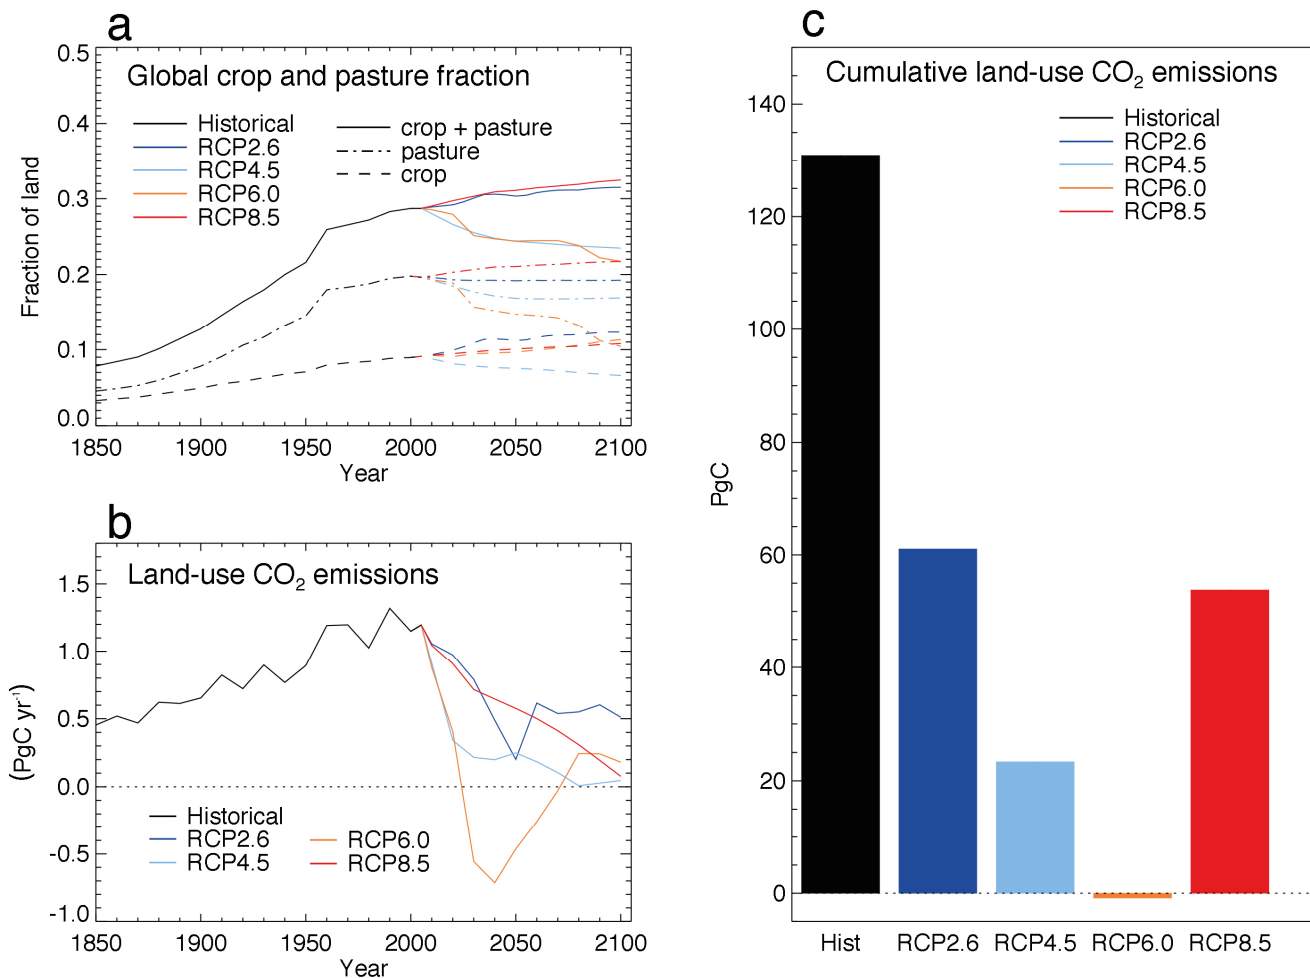 a
Global crop and pasture fraction
Historical
RCP2.6
RCP4.5
RCP6.0
RCP8.5
crop + pasture
pasture
crop
Fraction of land
0.5
0.4
0.3
0.2
0.1
0.0
1850 1900 1950 2000 2050 2100
Year
b
Land-use CO₂ emissions
(PgC yr⁻¹)
1.5
1.0
0.5
0.0
-0.5
-1.0
Historical
RCP2.6
RCP4.5
RCP6.0
RCP8.5
1850 1900 1950 2000 2050 2100
Year
c
Cumulative land-use CO₂ emissions
Historical
RCP2.6
RCP4.5
RCP6.0
RCP8.5
PgC
140
120
100
80
60
40
20
0
Hist RCP2.6 RCP4.5 RCP6.0 RCP8.5